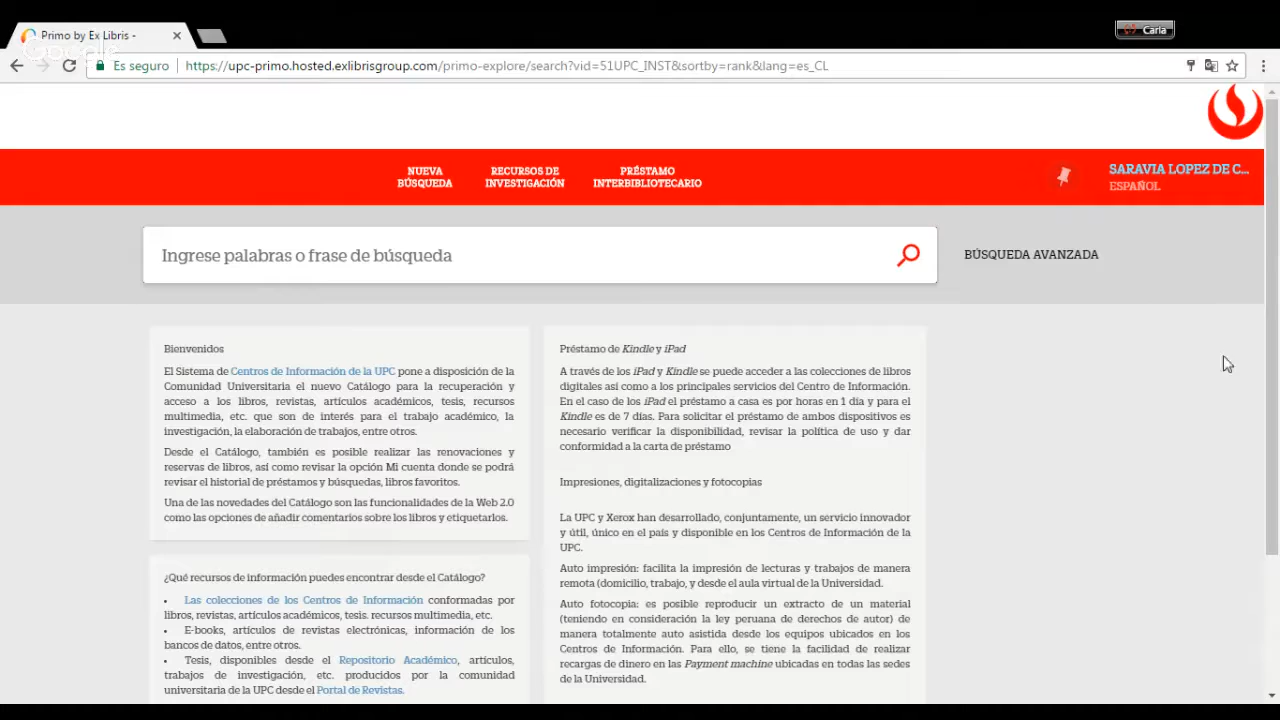 Primo by Ex Libris -
Carla
Es seguro
https://upc-primo.hosted.exlibrisgroup.com/primo-explore/search?vid=51UPC_INST&sortby=rank&lang=es_CL
NUEVA
BÚSQUEDA
RECURSOS DE
INVESTIGACIÓN
PRÉSTAMO
INTERBIBLIOTECARIO
SARAVIA LOPEZ DE C...
ESPAÑOL
Ingrese palabras o frase de búsqueda
BÚSQUEDA AVANZADA
Bienvenidos
El Sistema de Centros de Información de la UPC pone a disposición de la
Comunidad Universitaria el nuevo Catálogo para la recuperación y
acceso a los libros, revistas, artículos académicos, tesis, recursos
multimedia, etc. que son de interés para el trabajo académico, la
investigación, la elaboración de trabajos, entre otros.
Desde el Catálogo, también es posible realizar las renovaciones y
reservas de libros, así como revisar la opción Mi cuenta donde se podrá
revisar el historial de préstamos y búsquedas, libros favoritos.
Una de las novedades del Catálogo son las funcionalidades de la Web 2.0
como las opciones de añadir comentarios sobre los libros y etiquetarlos.
¿Qué recursos de información puedes encontrar desde el Catálogo?
• Las colecciones de los Centros de Información conformadas por
libros, revistas, artículos académicos, tesis. recursos multimedia, etc.
• E-books, artículos de revistas electrónicas, información de los
bancos de datos, entre otros.
• Tesis, disponibles desde el Repositorio Académico, artículos,
trabajos de investigación, etc. producidos por la comunidad
universitaria de la UPC desde el Portal de Revistas.
Préstamo de Kindle y iPad
A través de los iPad y Kindle se puede acceder a las colecciones de libros
digitales así como a los principales servicios del Centro de Información.
En el caso de los iPad el préstamo a casa es por horas en 1 día y para el
Kindle es de 7 días. Para solicitar el préstamo de ambos dispositivos es
necesario verificar la disponibilidad, revisar la política de uso y dar
conformidad a la carta de préstamo
Impresiones, digitalizaciones y fotocopias
La UPC y Xerox han desarrollado, conjuntamente, un servicio innovador
y útil, único en el país y disponible en los Centros de Información de la
UPC.
Auto impresión: facilita la impresión de lecturas y trabajos de manera
remota (domicilio, trabajo, y desde el aula virtual de la Universidad.
Auto fotocopia: es posible reproducir un extracto de un material
(teniendo en consideración la ley peruana de derechos de autor) de
manera totalmente auto asistida desde los equipos ubicados en los
Centros de Información. Para ello, se tiene la facilidad de realizar
recargas de dinero en las Payment machine ubicadas en todas las sedes
de la Universidad.